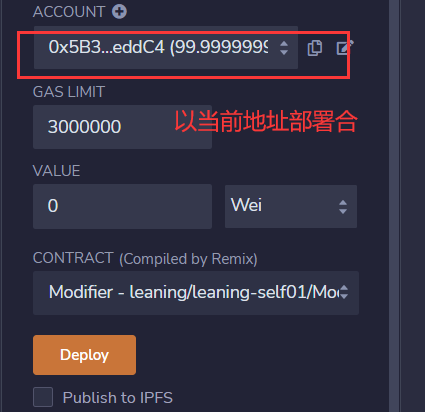 ACCOUNT
0x5B3...eddC4 (99.9999999
GAS LIMIT
3000000
以当前地址部署合
VALUE
0
Wei
CONTRACT (Compiled by Remix)
Modifier - leaning/leaning-self01/Mod
Deploy
Publish to IPFS